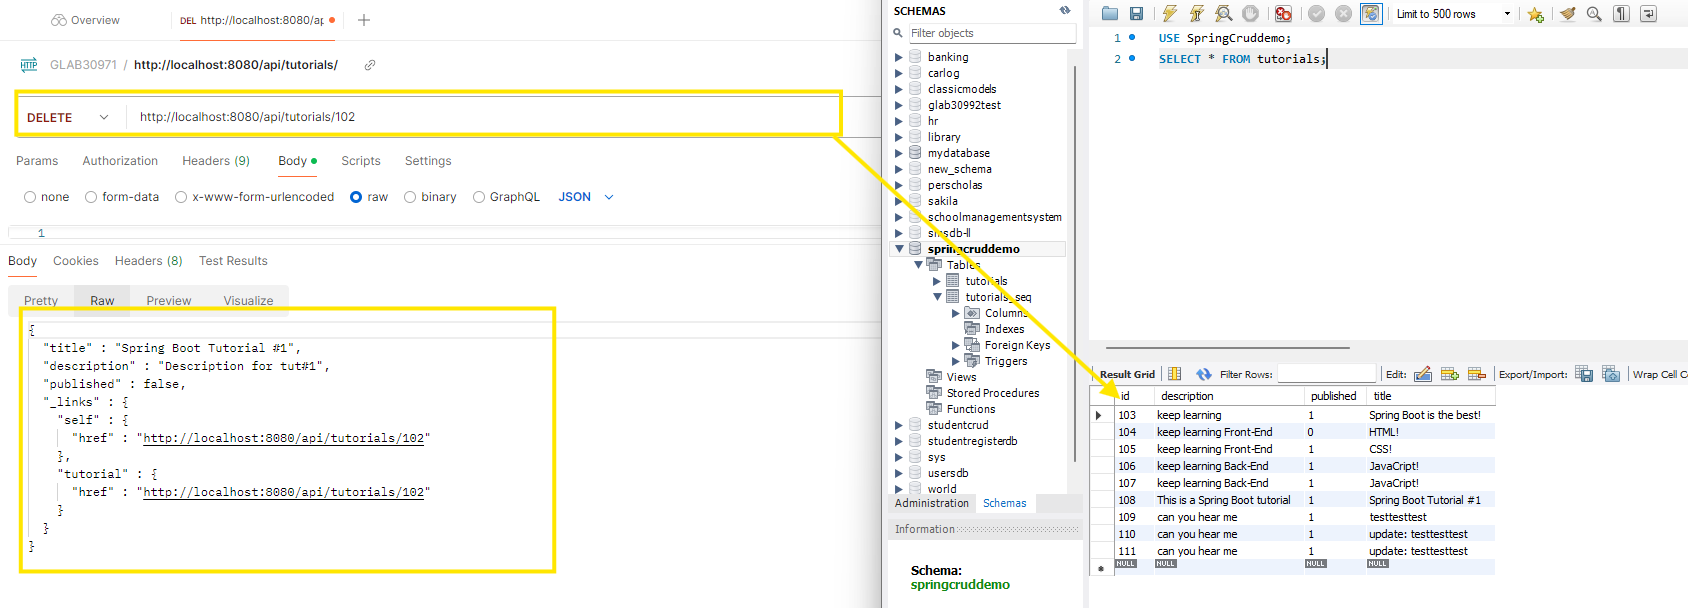 Overview
DEL http://localhost:8080/ap
GLAB30971 / http://localhost:8080/api/tutorials/
DELETE http://localhost:8080/api/tutorials/102
Params Authorization Headers (9) Body Scripts Settings
none form-data x-www-form-urlencoded raw binary GraphQL JSON
1
Body Cookies Headers (8) Test Results
Pretty Raw Preview Visualize
{
"title" : "Spring Boot Tutorial #1",
"description" : "Description for tut#1",
"published" : false,
"_links" : {
"self" : {
"href" : "http://localhost:8080/api/tutorials/102"
},
"tutorial" : {
"href" : "http://localhost:8080/api/tutorials/102"
}
}
}
SCHEMAS
Filter objects
banking
carlog
classicmodels
glab30992test
hr
library
mydatabase
new_schema
perscholas
sakila
schoolmanagementsystem
smsdb-ll
springcruddemo
Tables
tutorials
tutorials_seq
Columns
Indexes
Foreign Keys
Triggers
Views
Stored Procedures
Functions
studentcrud
studentregisterdb
sys
usersdb
world
Administration Schemas
Information
Schema:
springcruddemo
Limit to 500 rows
1 USE SpringCruddemo;
2 SELECT * FROM tutorials;
Result Grid Filter Rows: Edit: Export/Import: Wrap Cell Co
id description published title
103 keep learning 1 Spring Boot is the best!
104 keep learning Front-End 0 HTML!
105 keep learning Front-End 1 CSS!
106 keep learning Back-End 1 JavaCript!
107 keep learning Back-End 1 JavaCript!
108 This is a Spring Boot tutorial 1 Spring Boot Tutorial #1
109 can you hear me 1 testtesttest
110 can you hear me 1 update: testtesttest
111 can you hear me 1 update: testtesttest
NULL NULL NULL NULL